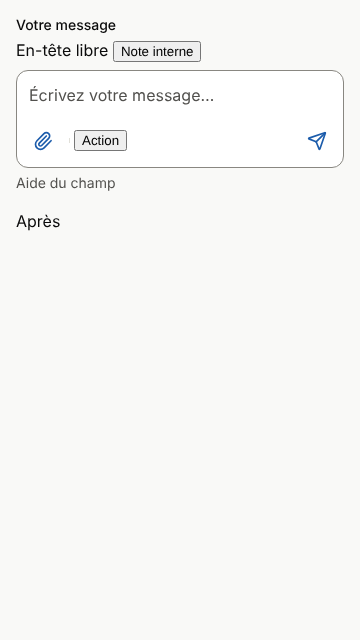 Votre message
En-tête libre Note interne
Écrivez votre message...
Action
Aide du champ
Après